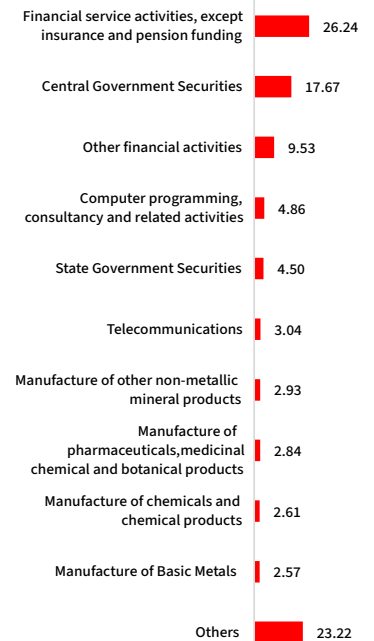 Financial service activities, except
insurance and pension funding
26.24
Central Government Securities
17.67
Other financial activities
9.53
Computer programming,
consultancy and related activities
4.86
State Government Securities
4.50
Telecommunications
3.04
Manufacture of other non-metallic
mineral products
2.93
Manufacture of
pharmaceuticals,medicinal
chemical and botanical products
2.84
Manufacture of chemicals and
chemical products
2.61
Manufacture of Basic Metals
2.57
Others
23.22